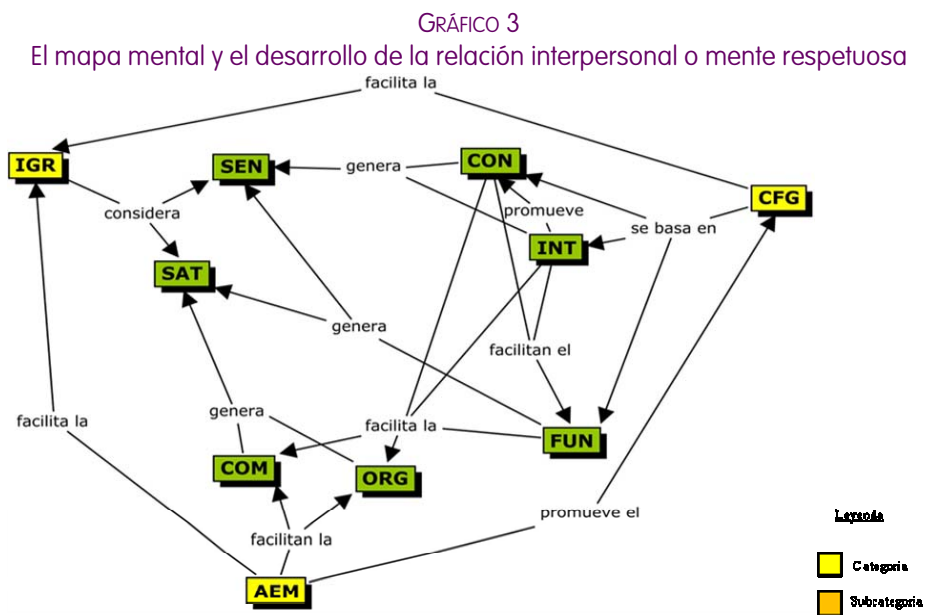 GRÁFICO 3
El mapa mental y el desarrollo de la relación interpersonal o mente respetuosa
facilita la
IGR
SEN
genera
CON
CFG
considera
promueve
se basa en
INT
SAT
genera
facilitan el
genera
facilita la
facilita la
FUN
COM
ORG
promueve el
Leyenda
facilitan la
Categoria
AEM
Subcategoria